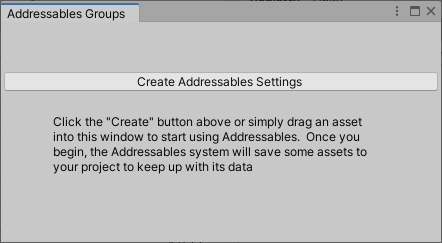 Addressables Groups
Create Addressables Settings
Click the "Create" button above or simply drag an asset
into this window to start using Addressables.  Once you
begin, the Addressables system will save some assets to
your project to keep up with its data